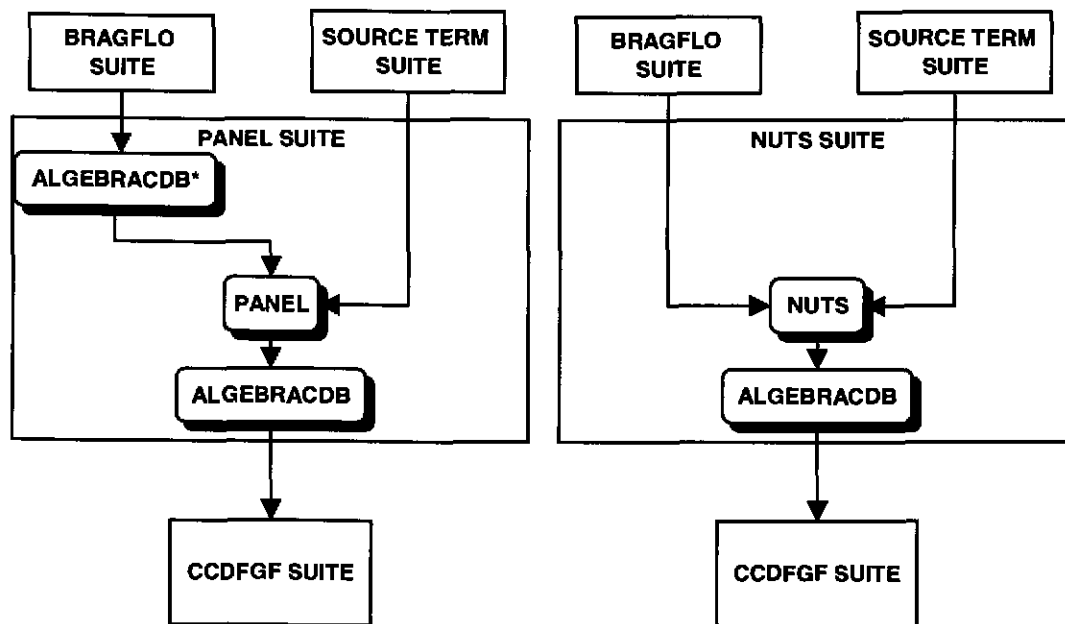 BRAGFLO
SUITE
SOURCE TERM
SUITE
PANEL SUITE
ALGEBRACDB*
PANEL
ALGEBRACDB
CCDFGF SUITE
BRAGFLO
SUITE
SOURCE TERM
SUITE
NUTS SUITE
NUTS
ALGEBRACDB
CCDFGF SUITE